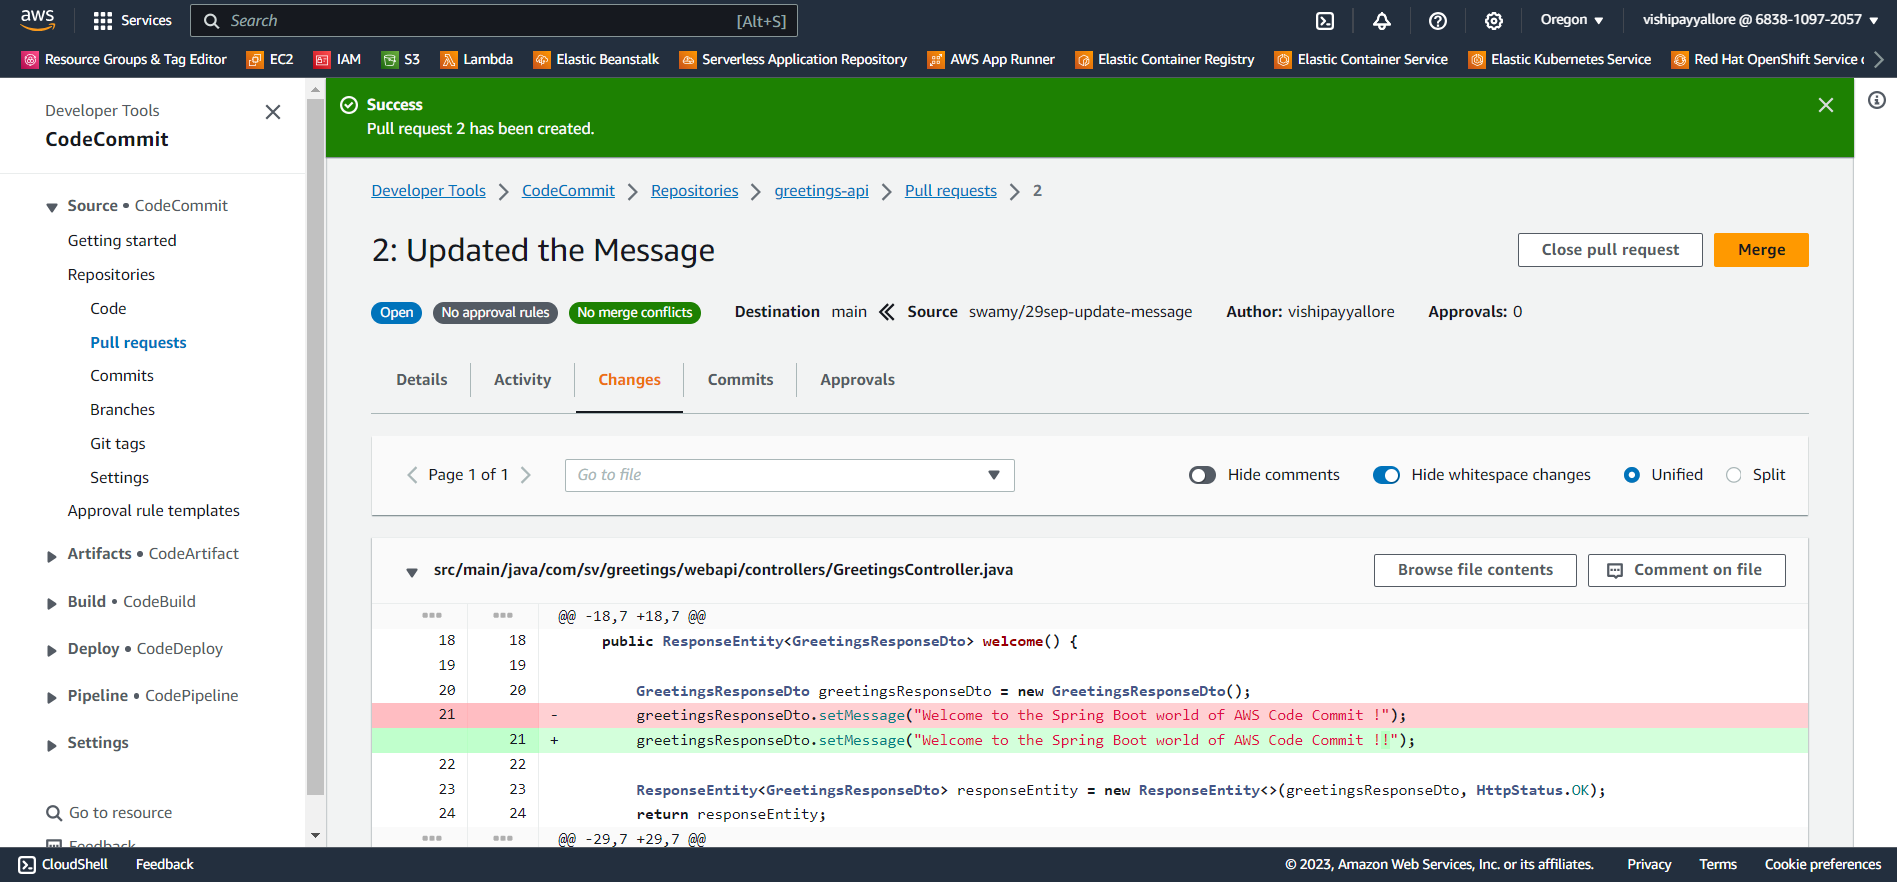 aws Services Search [Alt+S] Oregon vishipayyallore @ 6838-1097-2057
Resource Groups & Tag Editor EC2 IAM S3 Lambda Elastic Beanstalk Serverless Application Repository AWS App Runner Elastic Container Registry Elastic Container Service Elastic Kubernetes Service Red Hat OpenShift Service
Developer Tools
CodeCommit
Source • CodeCommit
Getting started
Repositories
Code
Pull requests
Commits
Branches
Git tags
Settings
Approval rule templates
Artifacts • CodeArtifact
Build • CodeBuild
Deploy • CodeDeploy
Pipeline • CodePipeline
Settings
Go to resource
Feedback
Success
Pull request 2 has been created.
Developer Tools CodeCommit Repositories greetings-api Pull requests 2
2: Updated the Message
Close pull request Merge
Open No approval rules No merge conflicts Destination main Source swamy/29sep-update-message Author: vishipayyallore Approvals: 0
Details Activity Changes Commits Approvals
Page 1 of 1 Go to file Hide comments Hide whitespace changes Unified Split
src/main/java/com/sv/greetings/webapi/controllers/GreetingsController.java Browse file contents Comment on file
@@ -18,7 +18,7 @@
18 18 public ResponseEntity<GreetingsResponseDto> welcome() {
19 19
20 20 GreetingsResponseDto greetingsResponseDto = new GreetingsResponseDto();
21 - greetingsResponseDto.setMessage("Welcome to the Spring Boot world of AWS Code Commit !");
21 + greetingsResponseDto.setMessage("Welcome to the Spring Boot world of AWS Code Commit !!");
22 22
23 23 ResponseEntity<GreetingsResponseDto> responseEntity = new ResponseEntity<>(greetingsResponseDto, HttpStatus.OK);
24 24 return responseEntity;
@@ -29,7 +29,7 @@
CloudShell Feedback © 2023, Amazon Web Services, Inc. or its affiliates. Privacy Terms Cookie preferences